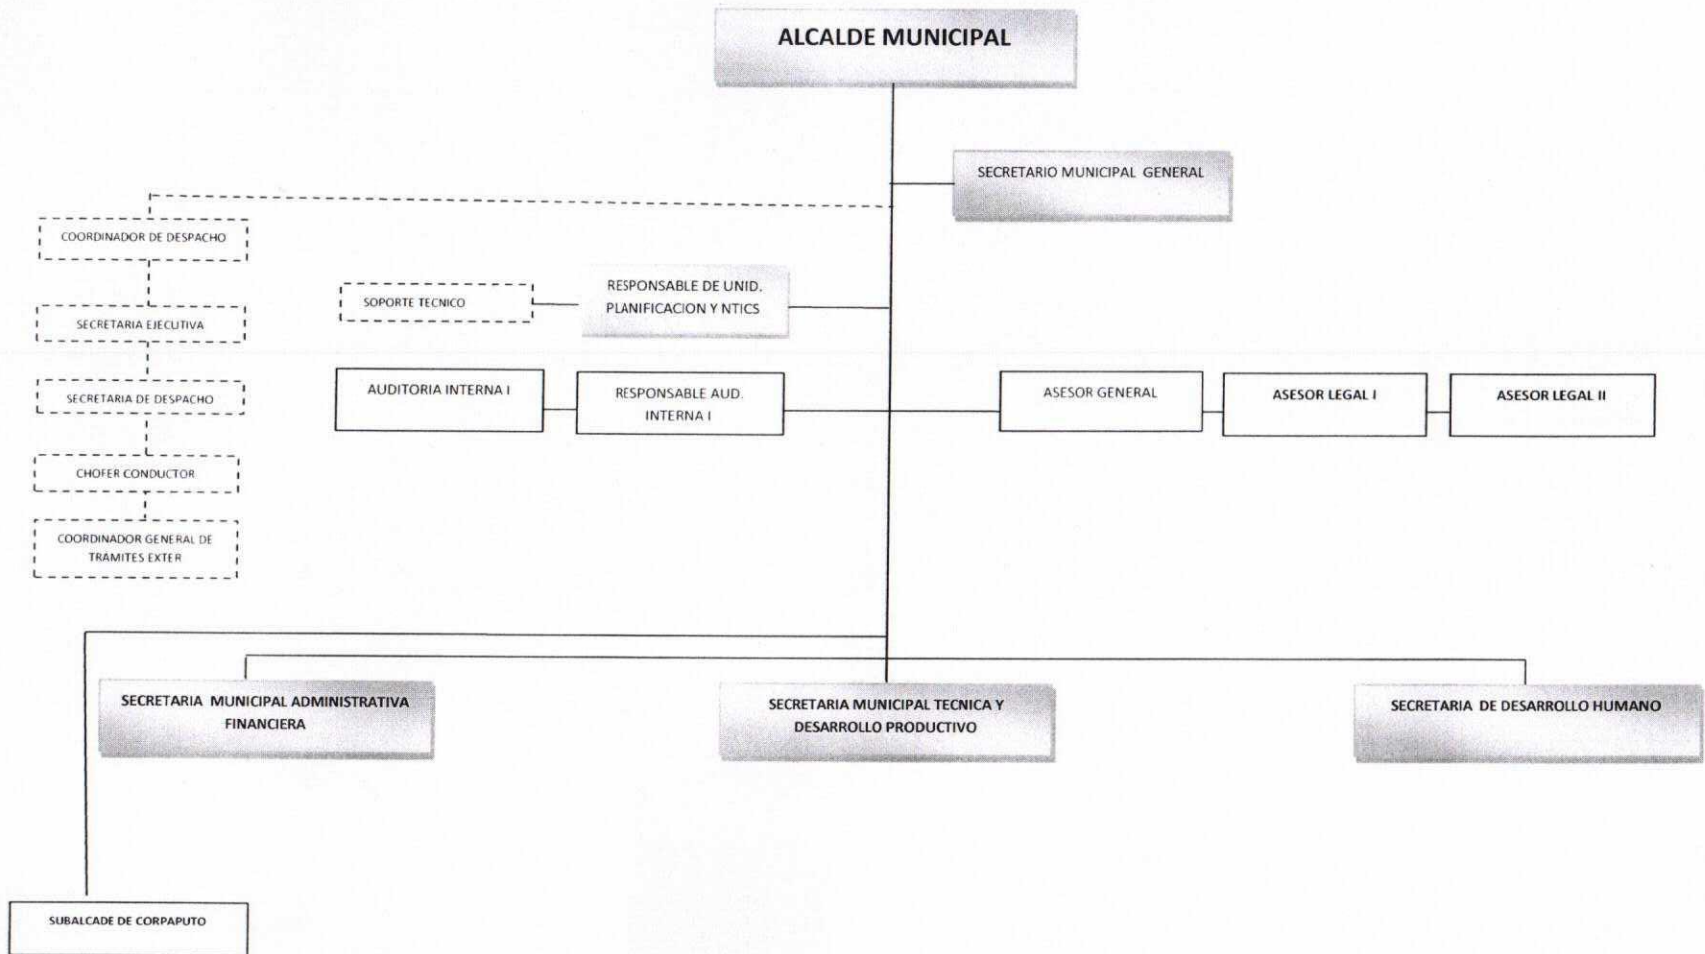 ALCALDE MUNICIPAL
SECRETARIO MUNICIPAL GENERAL
COORDINADOR DE DESPACHO
SECRETARIA EJECUTIVA
SECRETARIA DE DESPACHO
CHOFER CONDUCTOR
COORDINADOR GENERAL DE
TRAMITES EXTER
SOPORTE TECNICO
RESPONSABLE DE UNID.
PLANIFICACION Y NTICS
AUDITORIA INTERNA I
RESPONSABLE AUD.
INTERNA I
ASESOR GENERAL
ASESOR LEGAL I
ASESOR LEGAL II
SECRETARIA MUNICIPAL ADMINISTRATIVA
FINANCIERA
SECRETARIA MUNICIPAL TECNICA Y
DESARROLLO PRODUCTIVO
SECRETARIA DE DESARROLLO HUMANO
SUBALCADE DE CORPAPUTO